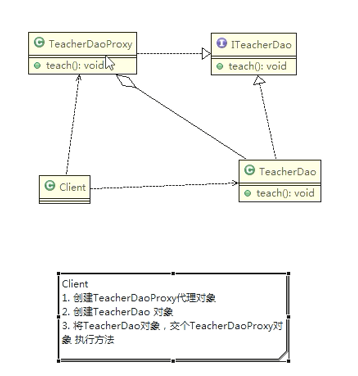 TeacherDaoProxy
teach(): void
ITeacherDao
teach(): void
TeacherDao
teach(): void
Client
Client
1. 创建TeacherDaoProxy代理对象
2. 创建TeacherDao 对象
3. 将TeacherDao对象，交个TeacherDaoProxy对
象 执行方法